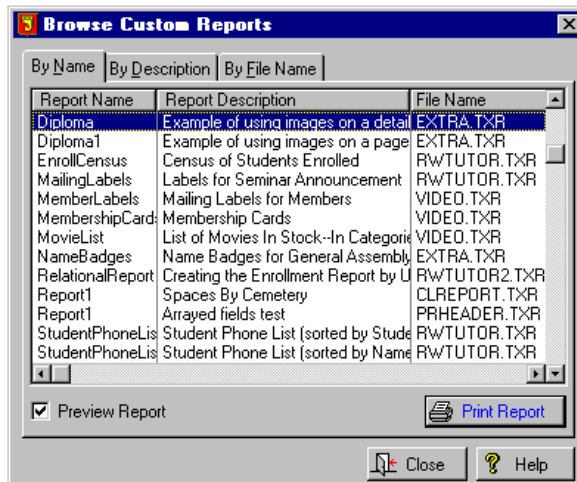 Browse Custom Reports
By Name By Description By File Name
Report Name Report Description File Name
Diploma Example of using images on a detail EXTRA.TXR
Diploma1 Example of using images on a page EXTRA.TXR
EnrollCensus Census of Students Enrolled RWTUTOR.TXR
MailingLabels Labels for Seminar Announcement RWTUTOR.TXR
MemberLabels Mailing Labels for Members VIDEO.TXR
MembershipCard Membership Cards VIDEO.TXR
MovieList List of Movies In Stock--In Categorie VIDEO.TXR
NameBadges Name Badges for General Assembly EXTRA.TXR
RelationalReport Creating the Enrollment Report by U RWTUTOR2.TXR
Report1 Spaces By Cemetery CLREPORT.TXR
Report1 Arrayed fields test PRHEADER.TXR
StudentPhoneLis Student Phone List (sorted by Stude RWTUTOR.TXR
StudentPhoneLis Student Phone List (sorted by Name RWTUTOR.TXR
Preview Report Print Report
Close Help